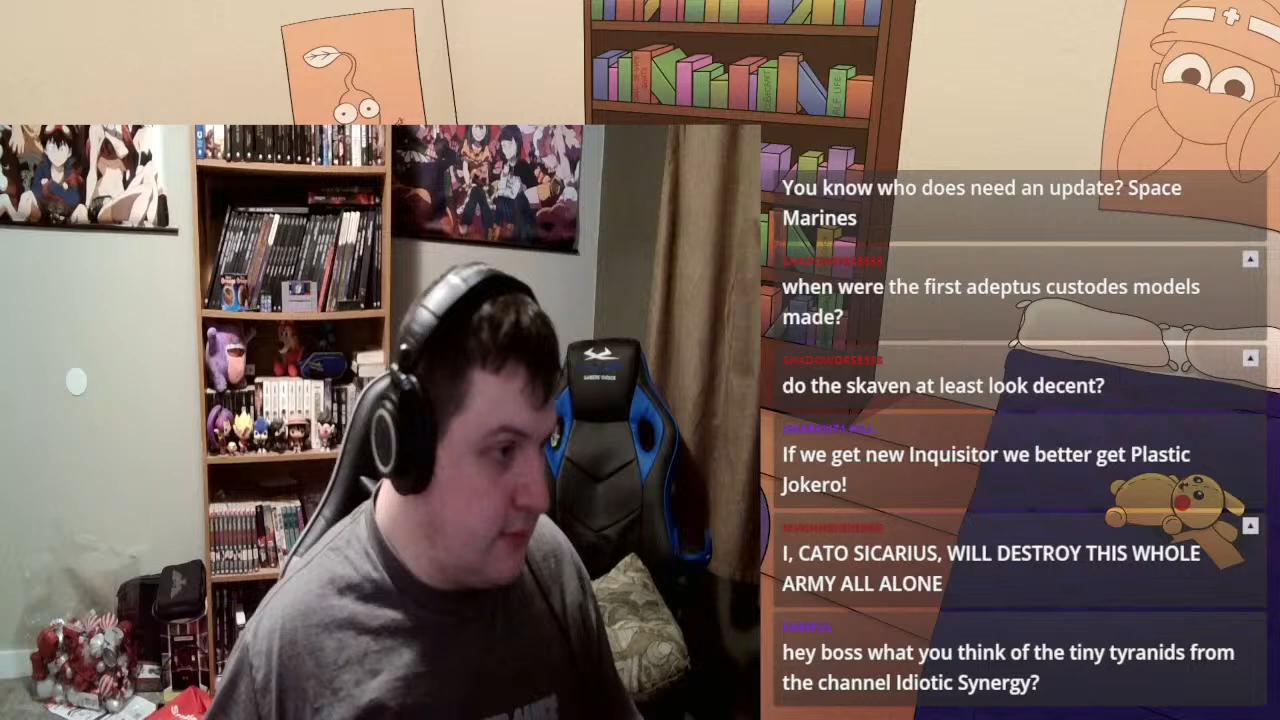 You know who does need an update? Space
Marines
when were the first adeptus custodes models
made?
do the skaven at least look decent?
If we get new Inquisitor we better get Plastic
Jokero!
I, CATO SICARIUS, WILL DESTROY THIS WHOLE
ARMY ALL ALONE
hey boss what you think of the tiny tyranids from
the channel Idiotic Synergy?